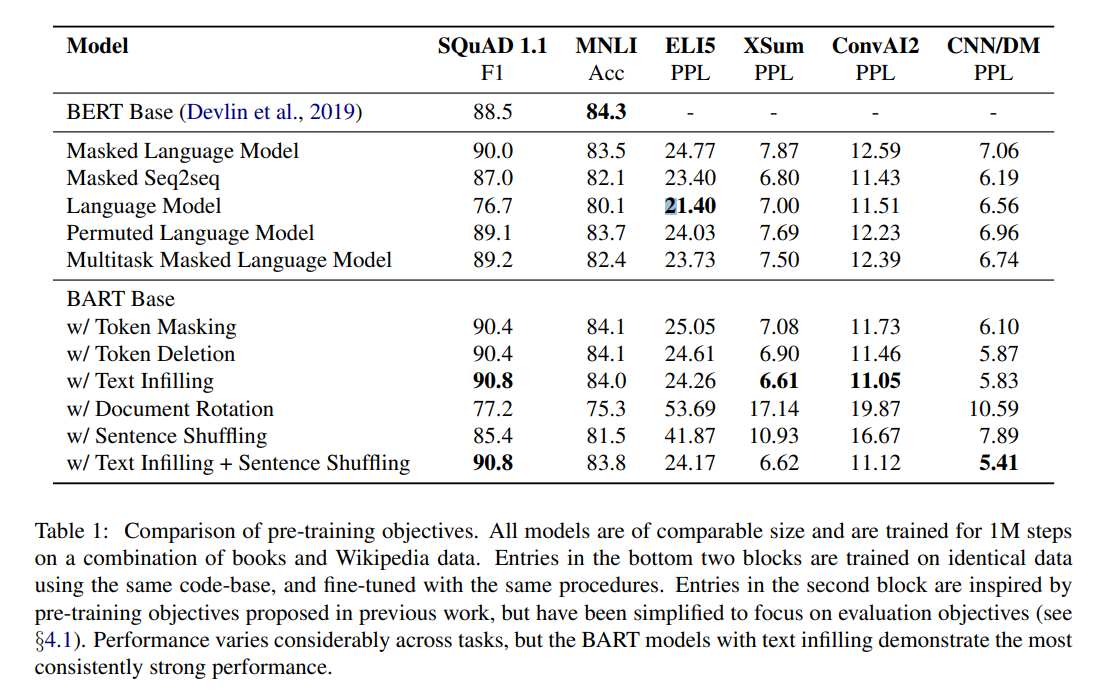 Model SQuAD 1.1 MNLI ELI5 XSum ConvAI2 CNN/DM
F1 Acc PPL PPL PPL PPL
BERT Base (Devlin et al., 2019) 88.5 84.3 - - - -
Masked Language Model 90.0 83.5 24.77 7.87 12.59 7.06
Masked Seq2seq 87.0 82.1 23.40 6.80 11.43 6.19
Language Model 76.7 80.1 21.40 7.00 11.51 6.56
Permuted Language Model 89.1 83.7 24.03 7.69 12.23 6.96
Multitask Masked Language Model 89.2 82.4 23.73 7.50 12.39 6.74
BART Base
w/ Token Masking 90.4 84.1 25.05 7.08 11.73 6.10
w/ Token Deletion 90.4 84.1 24.61 6.90 11.46 5.87
w/ Text Infilling 90.8 84.0 24.26 6.61 11.05 5.83
w/ Document Rotation 77.2 75.3 53.69 17.14 19.87 10.59
w/ Sentence Shuffling 85.4 81.5 41.87 10.93 16.67 7.89
w/ Text Infilling + Sentence Shuffling 90.8 83.8 24.17 6.62 11.12 5.41
Table 1: Comparison of pre-training objectives. All models are of comparable size and are trained for 1M steps
on a combination of books and Wikipedia data. Entries in the bottom two blocks are trained on identical data
using the same code-base, and fine-tuned with the same procedures. Entries in the second block are inspired by
pre-training objectives proposed in previous work, but have been simplified to focus on evaluation objectives (see
§4.1). Performance varies considerably across tasks, but the BART models with text infilling demonstrate the most
consistently strong performance.